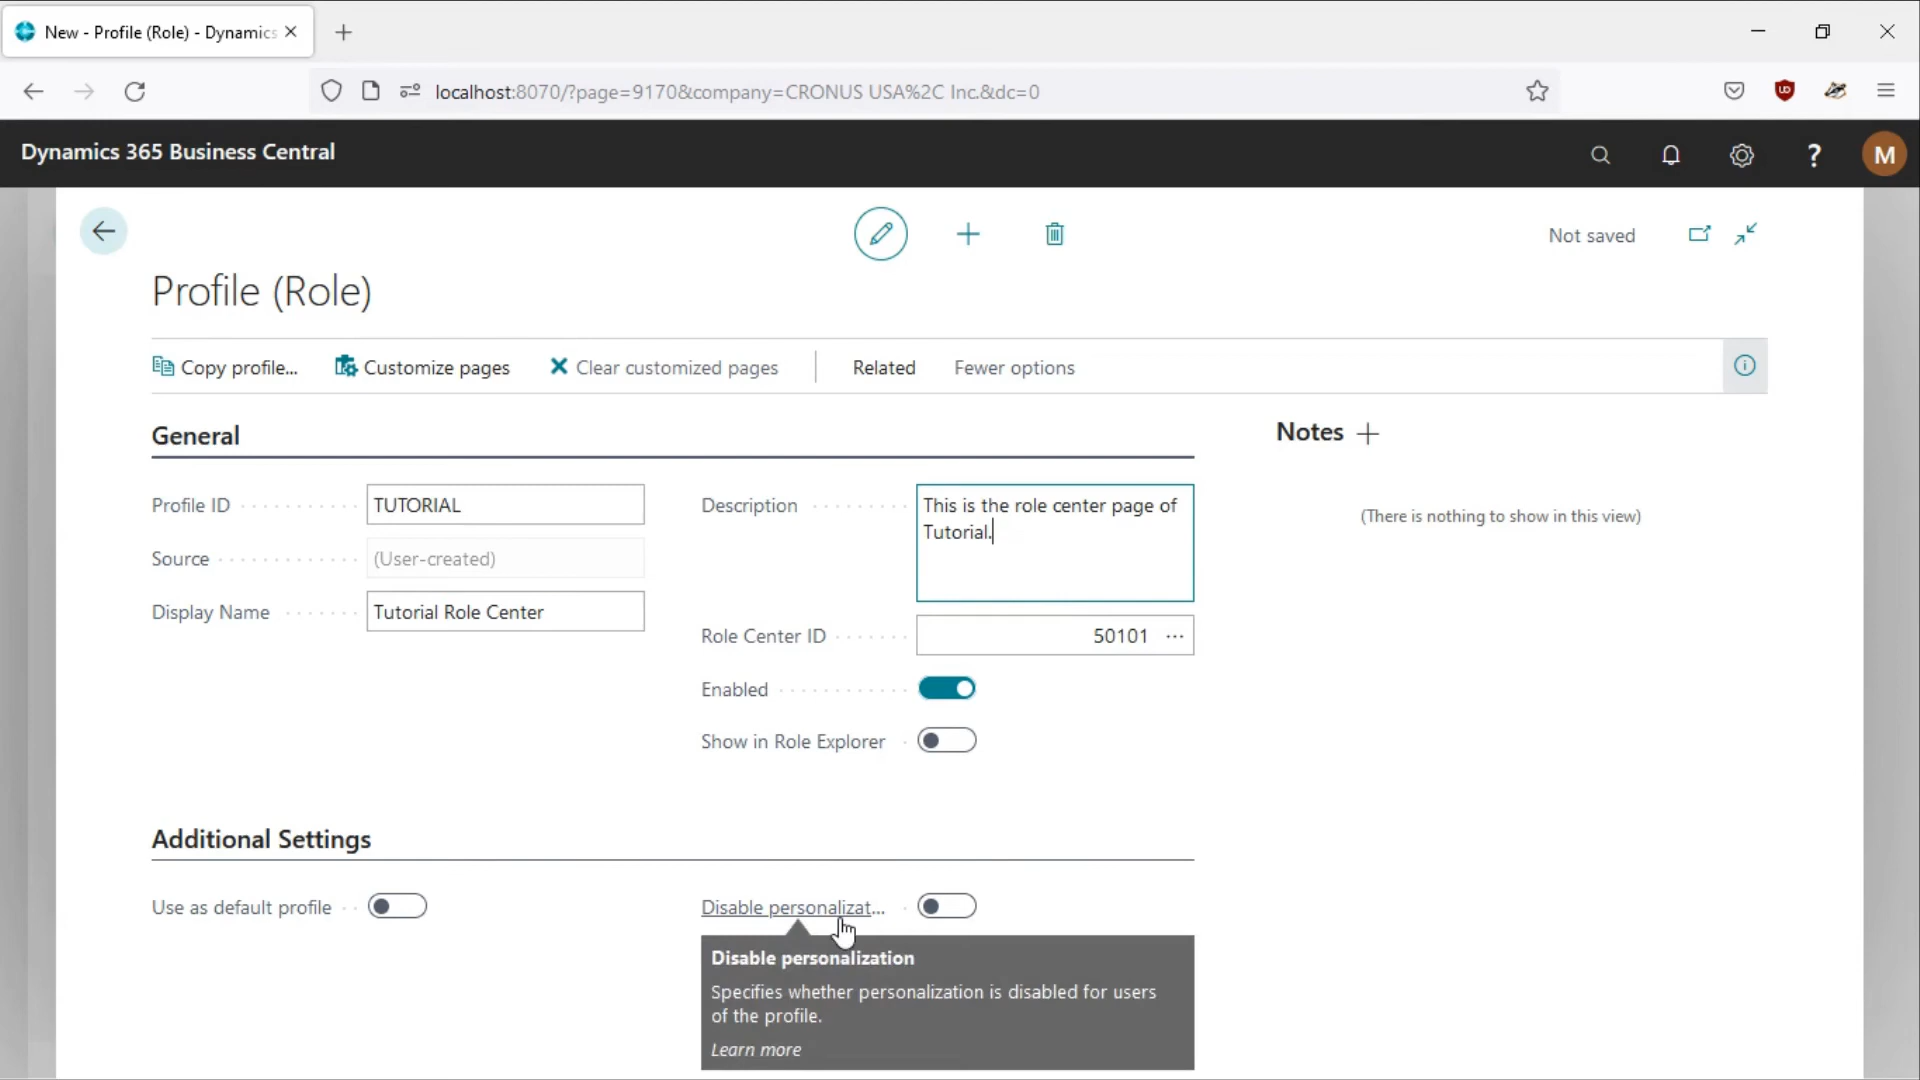 New - Profile (Role) - Dynamics
localhost:8070/?page=9170&company=CRONUS USA%2C Inc.&dc=0
Dynamics 365 Business Central
?
M
Not saved
Profile (Role)
Copy profile...
Customize pages
Clear customized pages
Related
Fewer options
General
Notes
Profile ID
TUTORIAL
Description
This is the role center page of
Tutorial.
(There is nothing to show in this view)
Source
(User-created)
Display Name
Tutorial Role Center
Role Center ID
50101
Enabled
Show in Role Explorer
Additional Settings
Use as default profile
Disable personalizat...
Disable personalization
Specifies whether personalization is disabled for users
of the profile.
Learn more